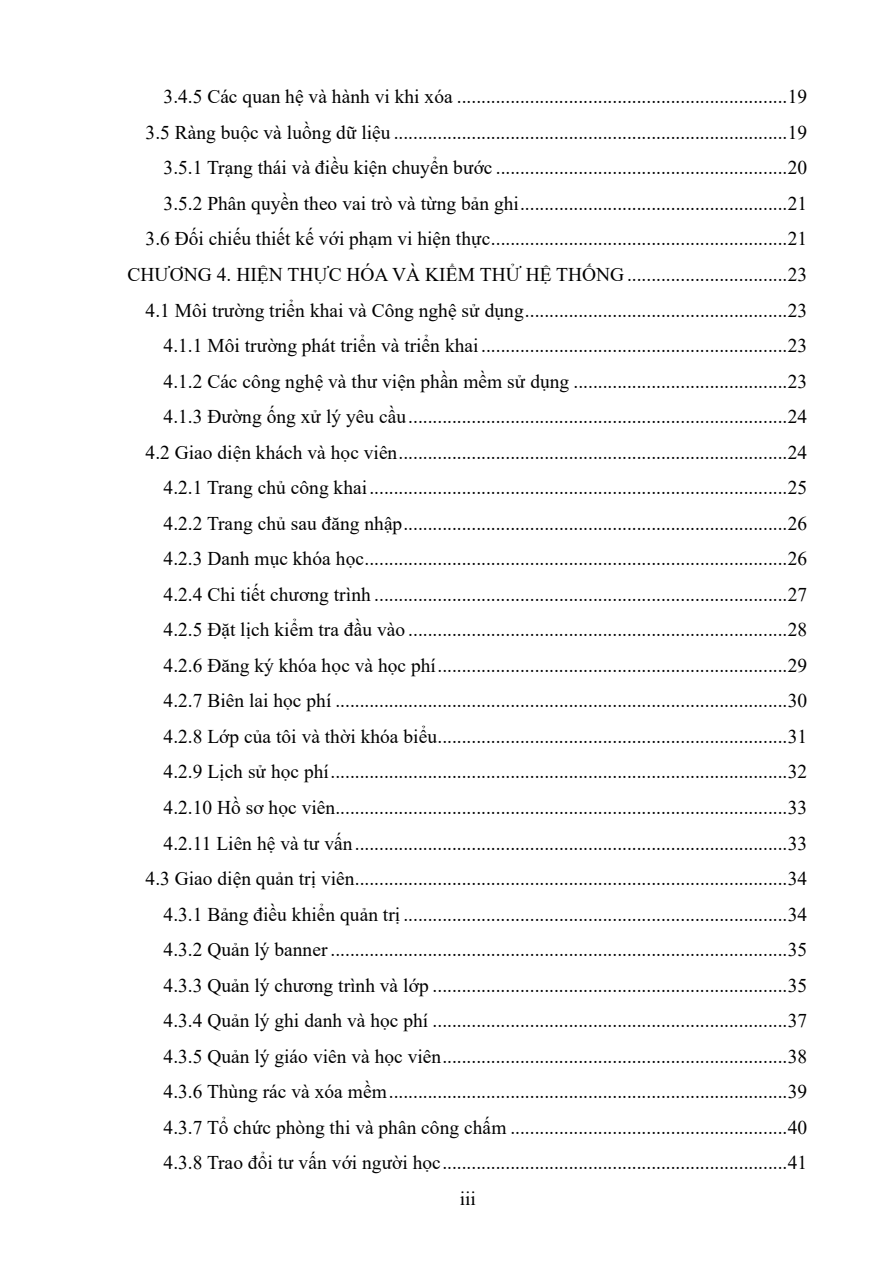 3.4.5 Các quan hệ và hành vi khi xóa ....................................................................19
3.5 Ràng buộc và luồng dữ liệu .................................................................................19
3.5.1 Trạng thái và điều kiện chuyển bước ............................................................20
3.5.2 Phân quyền theo vai trò và từng bản ghi.......................................................21
3.6 Đối chiếu thiết kế với phạm vi hiện thực.............................................................21
CHƯƠNG 4. HIỆN THỰC HÓA VÀ KIỂM THỬ HỆ THỐNG .................................23
4.1 Môi trường triển khai và Công nghệ sử dụng......................................................23
4.1.1 Môi trường phát triển và triển khai ...............................................................23
4.1.2 Các công nghệ và thư viện phần mềm sử dụng ............................................23
4.1.3 Đường ống xử lý yêu cầu..............................................................................24
4.2 Giao diện khách và học viên................................................................................24
4.2.1 Trang chủ công khai ......................................................................................25
4.2.2 Trang chủ sau đăng nhập...............................................................................26
4.2.3 Danh mục khóa học.......................................................................................26
4.2.4 Chi tiết chương trình .....................................................................................27
4.2.5 Đặt lịch kiểm tra đầu vào ..............................................................................28
4.2.6 Đăng ký khóa học và học phí........................................................................29
4.2.7 Biên lai học phí .............................................................................................30
4.2.8 Lớp của tôi và thời khóa biểu........................................................................31
4.2.9 Lịch sử học phí..............................................................................................32
4.2.10 Hồ sơ học viên.............................................................................................33
4.2.11 Liên hệ và tư vấn.........................................................................................33
4.3 Giao diện quản trị viên.........................................................................................34
4.3.1 Bảng điều khiển quản trị ...............................................................................34
4.3.2 Quản lý banner ..............................................................................................35
4.3.3 Quản lý chương trình và lớp .........................................................................35
4.3.4 Quản lý ghi danh và học phí .........................................................................37
4.3.5 Quản lý giáo viên và học viên.......................................................................38
4.3.6 Thùng rác và xóa mềm..................................................................................39
4.3.7 Tổ chức phòng thi và phân công chấm .........................................................40
4.3.8 Trao đổi tư vấn với người học.......................................................................41
iii